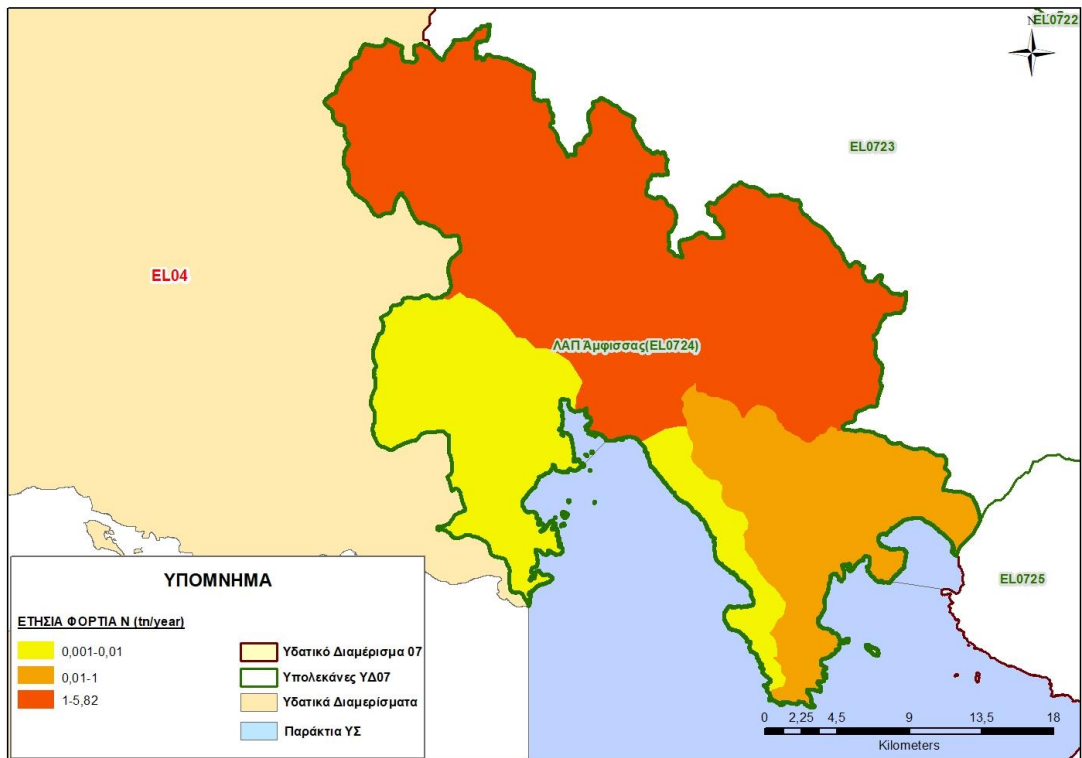 EL0722
N
EL0723
EL04
ΛΑΠ Άμφισσας(EL0724)
EL0725
ΥΠΟΜΝΗΜΑ
ΕΤΗΣΙΑ ΦΟΡΤΙΑ Ν (tn/year)
0,001-0,01
0,01-1
1-5,82
Υδατικό Διαμέρισμα 07
Υπολεκάνες ΥΔ07
Υδατικά Διαμερίσματα
Παράκτια ΥΣ
0 2,25 4,5 9 13,5 18
Kilometers